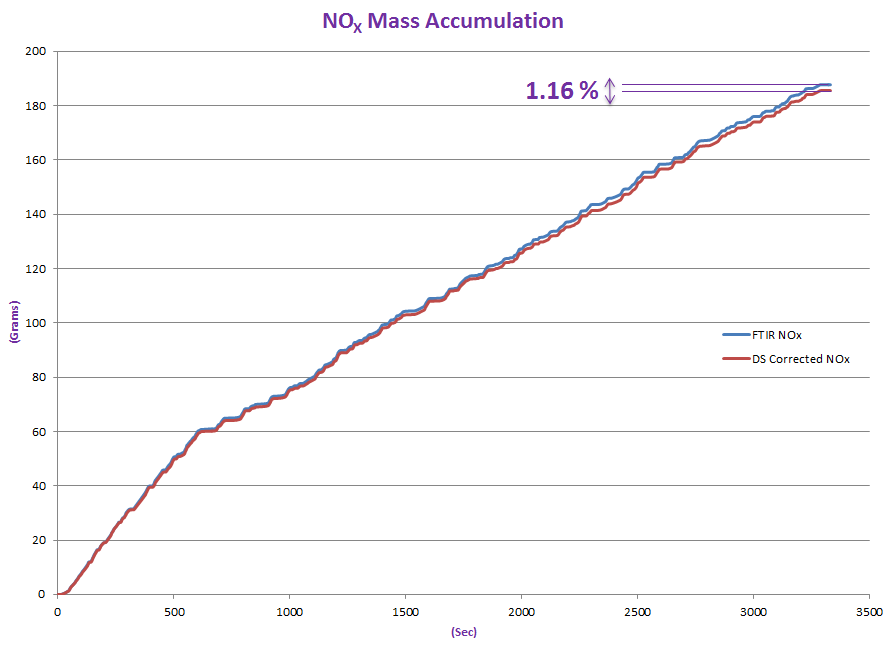 NOX Mass Accumulation
200
180
160
140
120
100
80
60
40
20
0
(Grams)
1.16 %
FTIR NOx
DS Corrected NOx
0 500 1000 1500 2000 2500 3000 3500
(Sec)